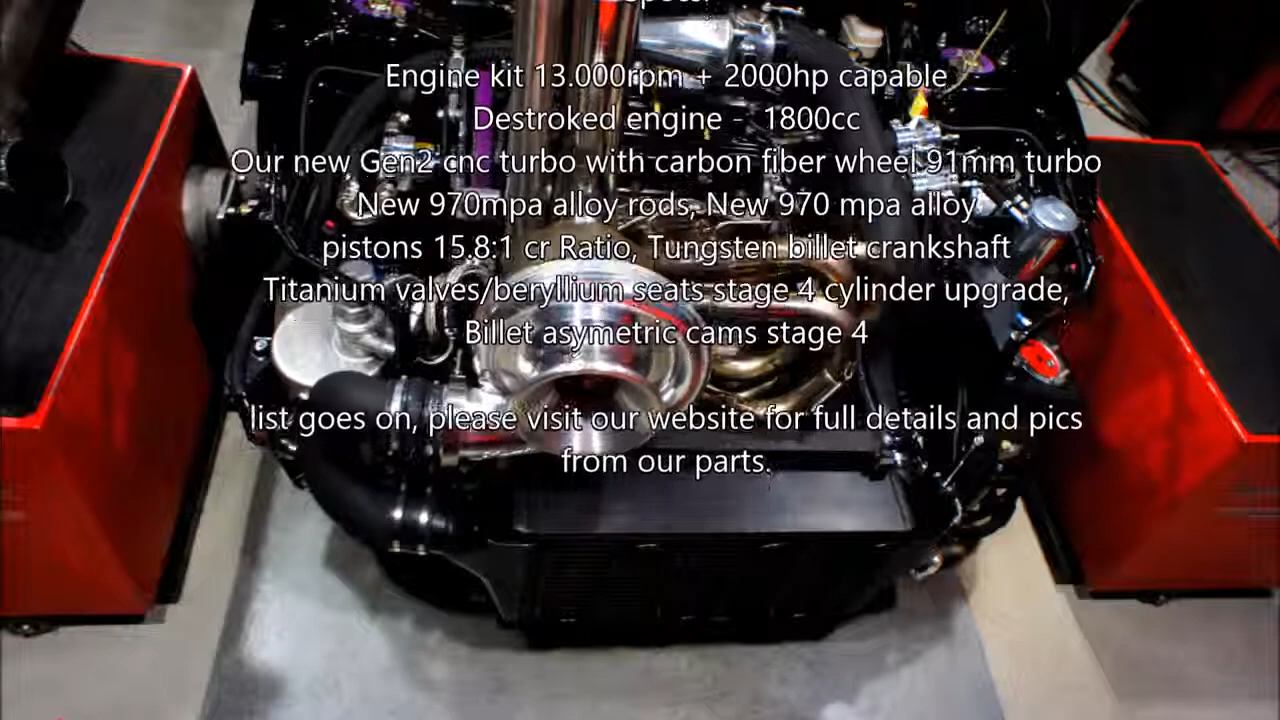 Specs:
Engine kit 13.000rpm + 2000hp capable
Destroked engine - 1800cc
Our new Gen2 cnc turbo with carbon fiber wheel 91mm turbo
New 970mpa alloy rods, New 970 mpa alloy
pistons 15.8:1 cr Ratio, Tungsten billet crankshaft
Titanium valves/beryllium seats stage 4 cylinder upgrade,
Billet asymetric cams stage 4
list goes on, please visit our website for full details and pics
from our parts.